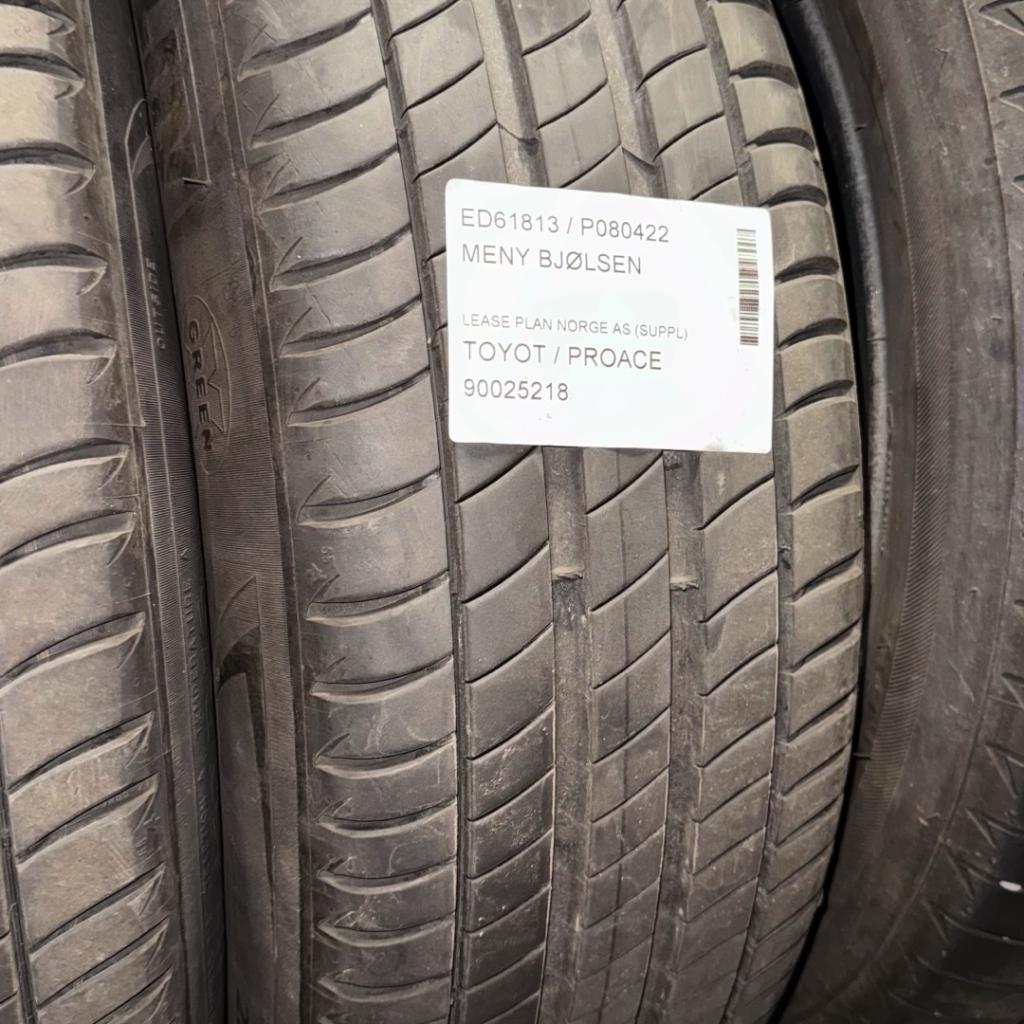 ED61813 / P080422
MENY BJØLSEN
LEASE PLAN NORGE AS (SUPPL)
TOYOT / PROACE
90025218
GREEN